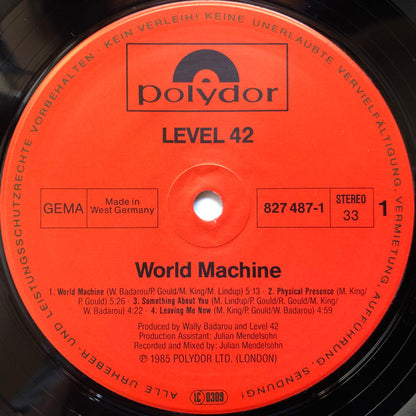 KEIN VERLEIH! KEINE UNERLAUBTE VERVIELFÄLTIGUNG, VERMIETUNG, AUFFÜHRUNG, SENDUNG!
ALLE URHEBER- UND LEISTUNGSSCHUTZRECHTE VORBEHALTEN.
polydor
LEVEL 42
GEMA
Made in
West Germany
827 487-1
STEREO
33
1
World Machine
1. World Machine (W. Badarou/P. Gould/M. King/M. Lindup) 5:13 - 2. Physical Presence (M. King/
P. Gould) 5:26 - 3. Something About You (M. Lindup/P. Gould/R. Gould/M. King/
W. Badarou) 4:22 - 4. Leaving Me Now (M. King/P. Gould/W. Badarou) 4:59
Produced by Wally Badarou and Level 42
Production Assistant: Julian Mendelsohn
Recorded and Mixed by: Julian Mendelsohn
℗ 1985 POLYDOR LTD. (LONDON)
LC 0309